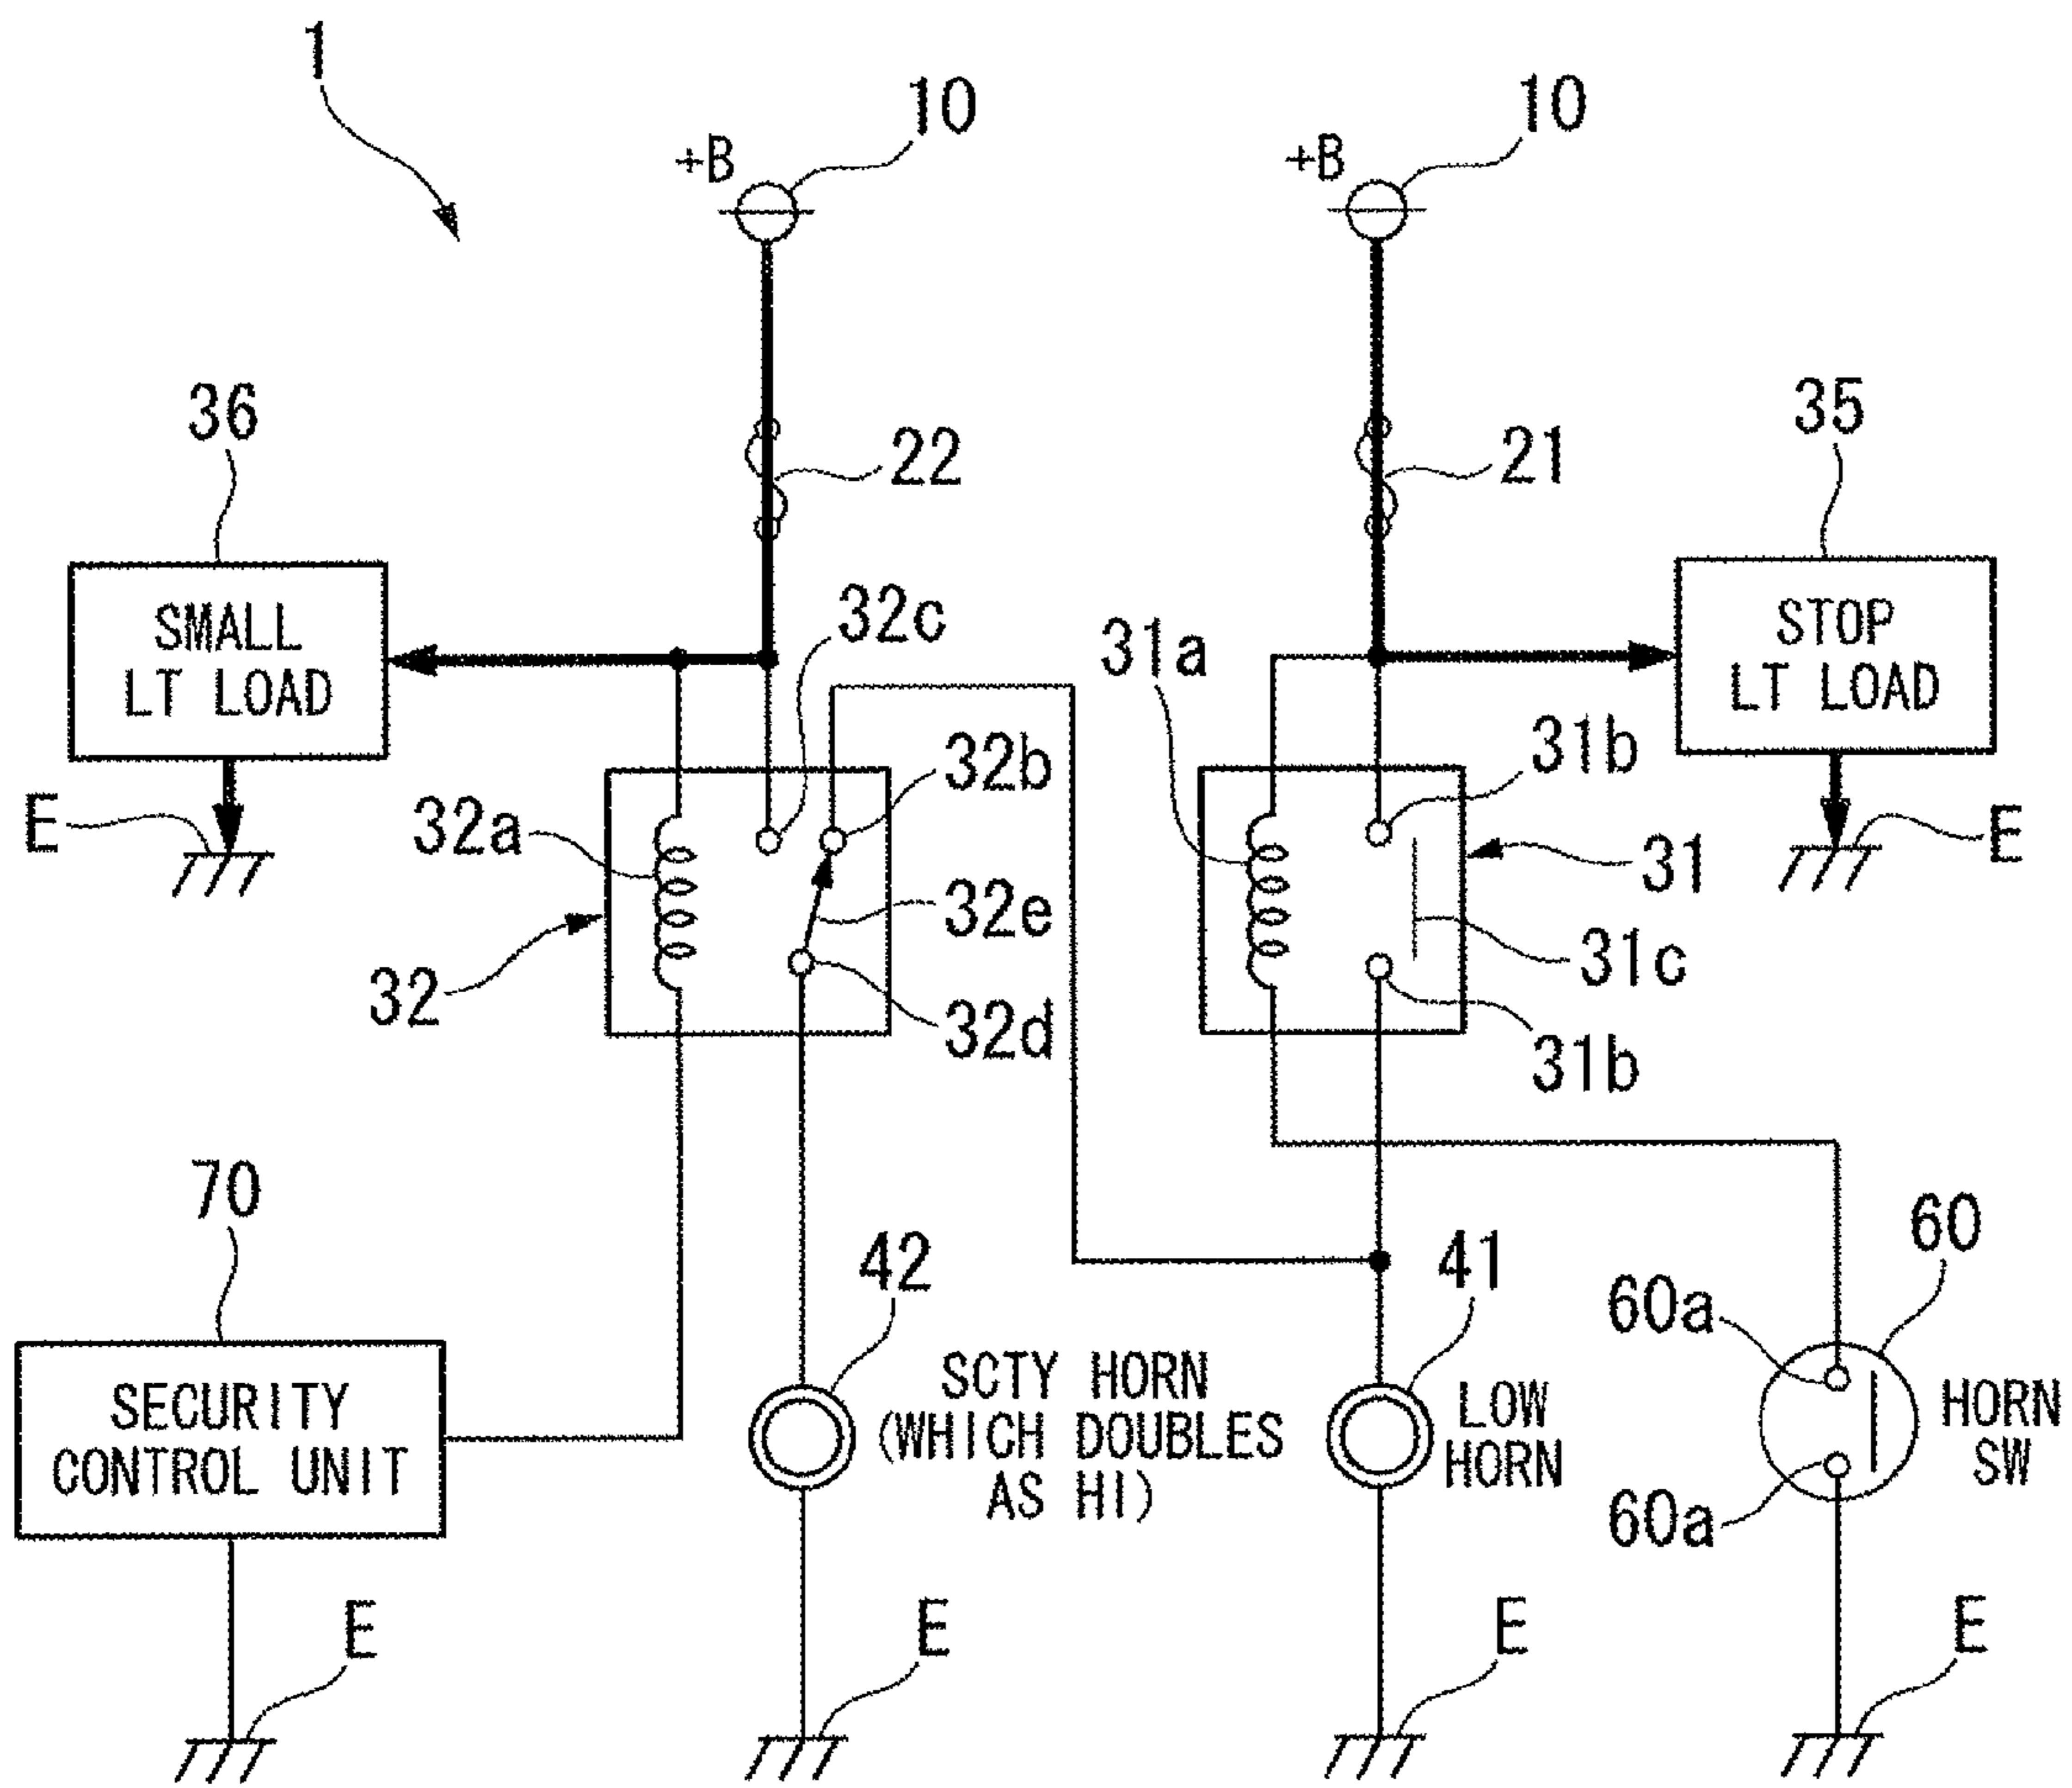 1
10
10
+B
+B
36
35
22
21
SMALL
LT LOAD
STOP
LT LOAD
32c
31a
32b
31b
E
32a
31
E
32e
31c
32
32d
31b
70
60
42
41
60a
SECURITY
CONTROL UNIT
SCTY HORN
(WHICH DOUBLES
AS HI)
LOW
HORN
HORN
SW
60a
E
E
E
E